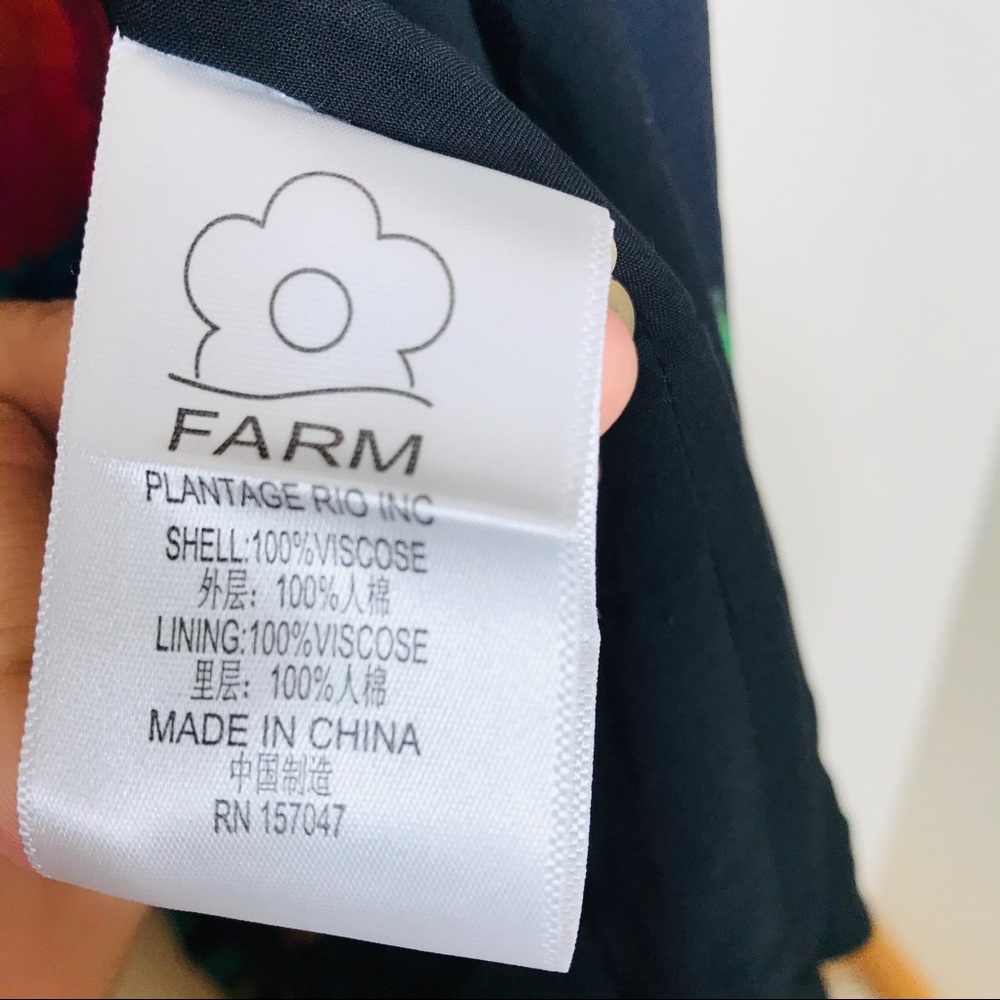 FARM
PLANTAGE RIO INC
SHELL:100%VISCOSE
外层：100%人棉
LINING:100%VISCOSE
里层：100%人棉
MADE IN CHINA
中国制造
RN 157047